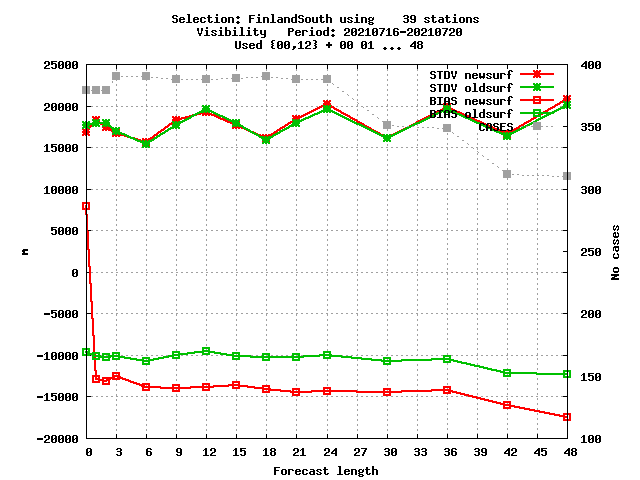 Selection: FinlandSouth using    39 stations
Visibility   Period: 20210716-20210720
Used {00,12} + 00 01 ... 48
25000
20000
15000
10000
5000
0
-5000
-10000
-15000
-20000
m
STDV newsurf
STDV oldsurf
BIAS newsurf
BIAS oldsurf
CASES
400
350
300
250
200
150
100
No cases
0 3 6 9 12 15 18 21 24 27 30 33 36 39 42 45 48
Forecast length